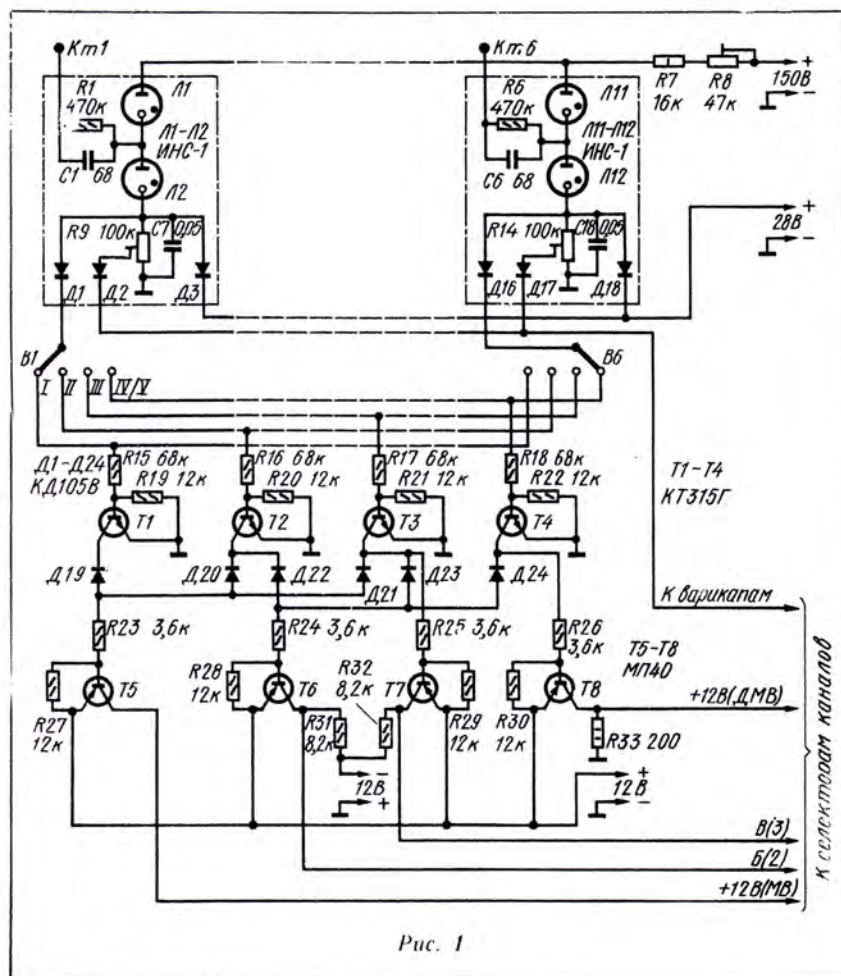 Кт1
Кт.6
R1
470к
Л1
Л1-Л2
ИНС-1
С1 68
Л2
R9 100к
С7 0,05
Д1
Д2
Д3
R6
470к
Л11
Л11-Л12
ИНС-1
С6 68
Л12
R14 100к
С18 0,05
Д16
Д17
Д18
R7
16к
R8
47к
+
150В
-
+
28В
-
В1
I
II
III
IV/V
В6
Д1-Д24
КД105В
R15 68к
R16 68к
R17 68к
R18 68к
R19 12к
R20 12к
R21 12к
R22 12к
Т1
Т2
Т3
Т4
Т1-Т4
КТ315Г
Д19
Д20
Д22
Д21
Д23
Д24
К варикапам
R23 3,6к
R24 3,6к
R25 3,6к
R26
3,6к
Т5-Т8
МП40
R28
12к
R32
8,2к
Т5
Т6
Т7
Т8
R27
12к
R31
8,2к
R29
12к
R30
12к
+12В(ДМВ)
R33 200
-
12В
+
+
12В
-
В(3)
Б(2)
+12В(МВ)
К селекторам каналов
Рис. 1